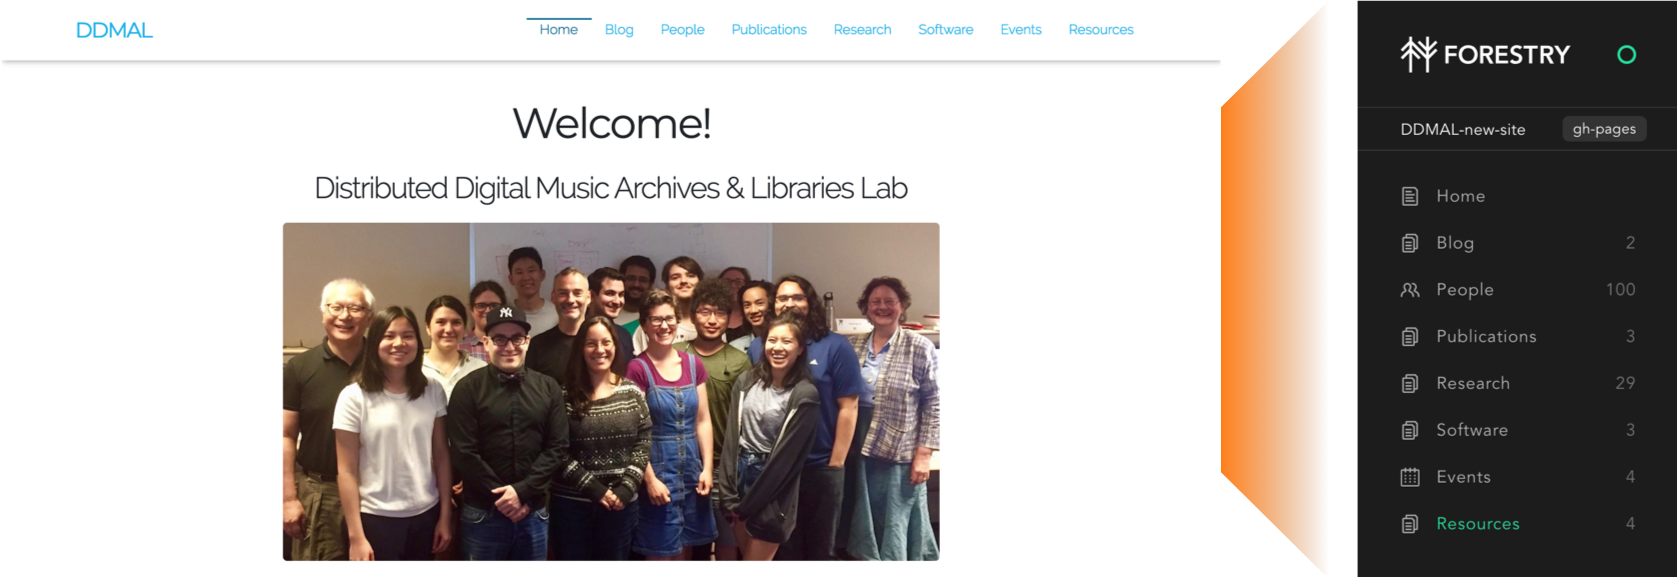 DDMAL
Home Blog People Publications Research Software Events Resources
Welcome!
Distributed Digital Music Archives & Libraries Lab
NY
FORESTRY
DDMAL-new-site gh-pages
Home
Blog 2
People 100
Publications 3
Research 29
Software 3
Events 4
Resources 4